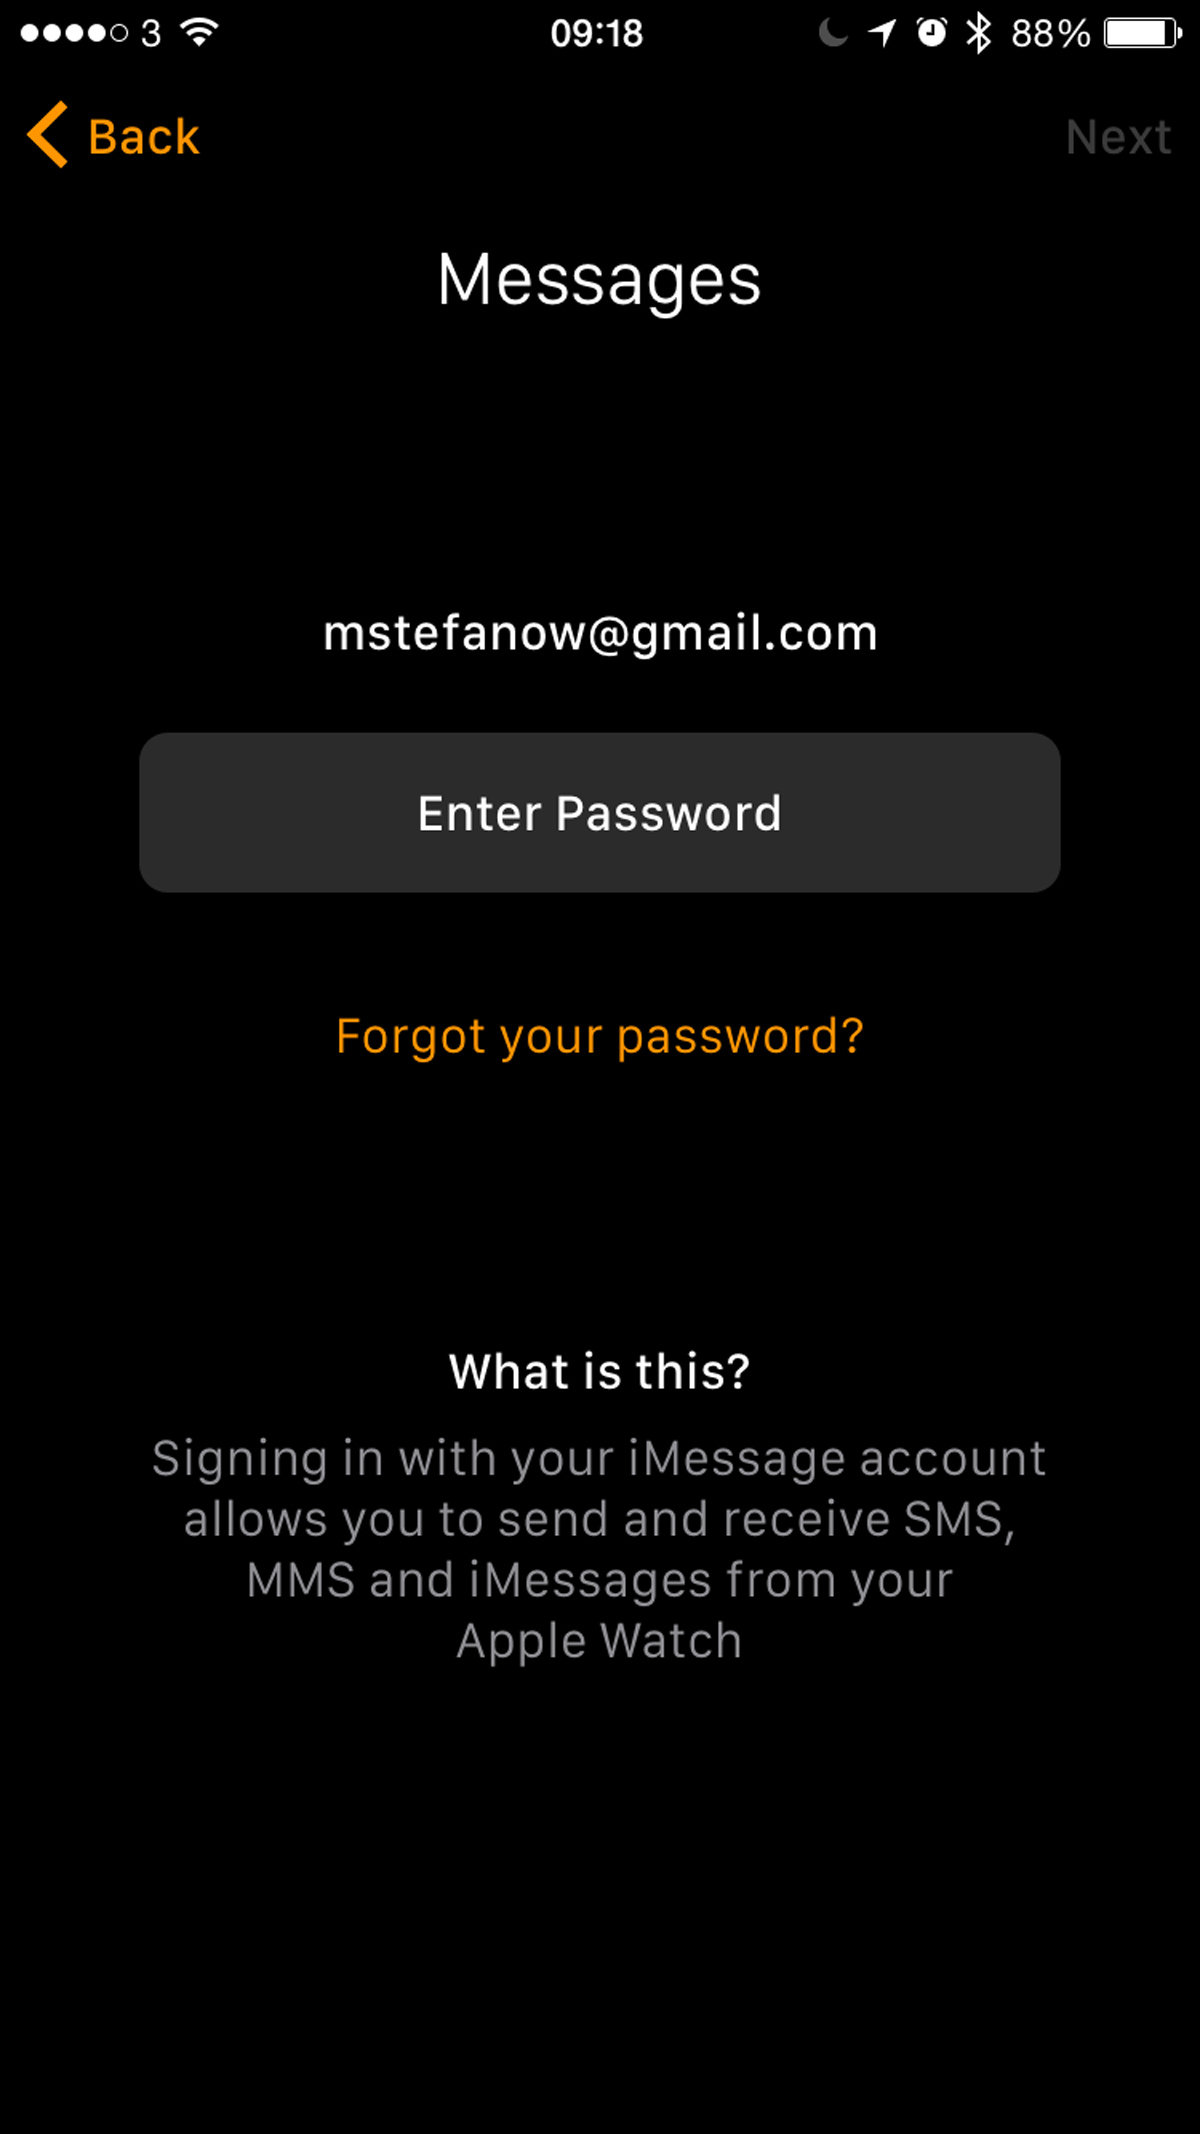 3 09:18 88%
Back Next
Messages
mstefanow@gmail.com
Enter Password
Forgot your password?
What is this?
Signing in with your iMessage account
allows you to send and receive SMS,
MMS and iMessages from your
Apple Watch